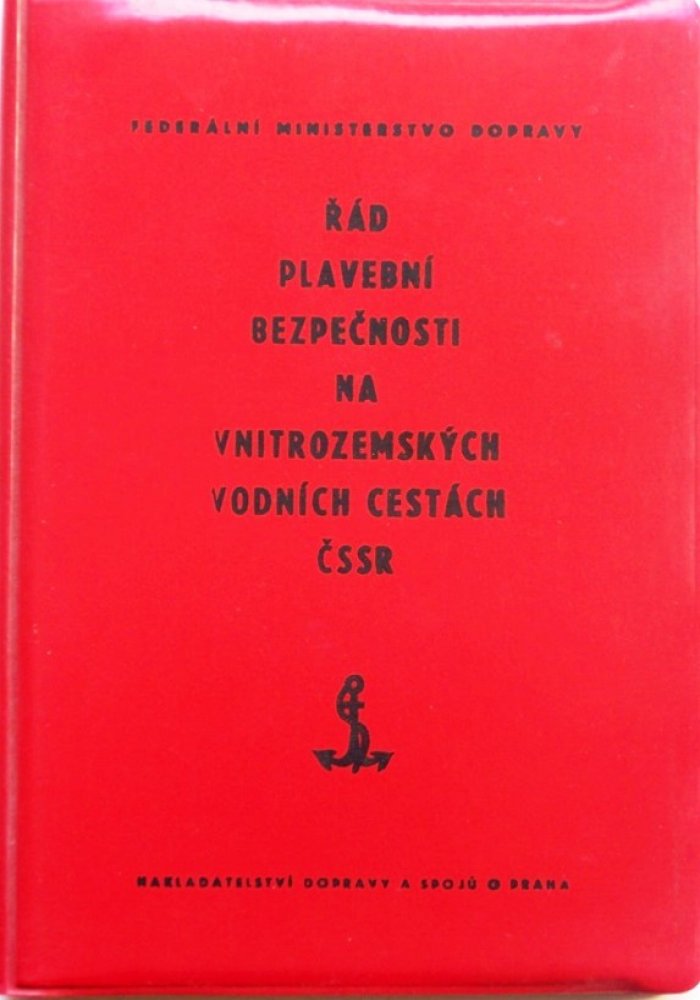 FEDERÁLNÍ MINISTERSTVO DOPRAVY
ŘÁD
PLAVEBNÍ
BEZPEČNOSTI
NA
VNITROZEMSKÝCH
VODNÍCH CESTÁCH
ČSSR
NAKLADATELSTVÍ DOPRAVY A SPOJŮ O PRAHA